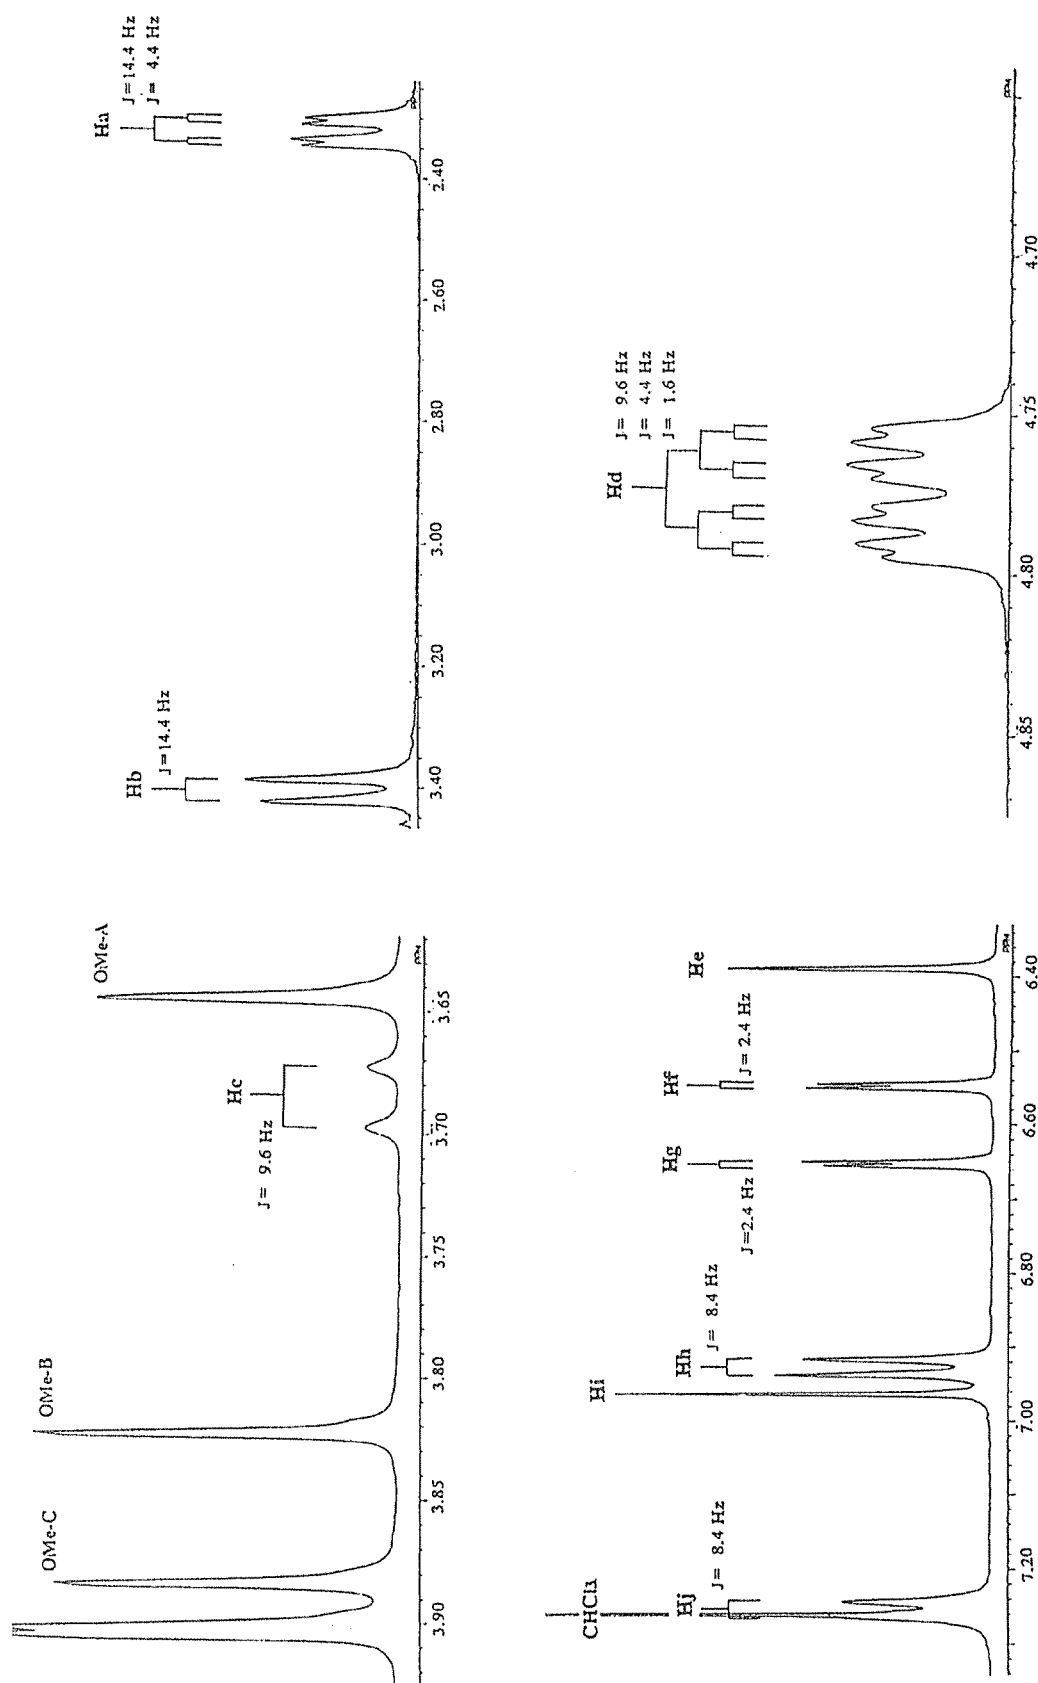 OMe-C
OMe-B
OMe-A
Hc
J= 9.6 Hz
3.90
3.85
3.80
3.75
3.70
3.65
PPM
Ha
J=14.4 Hz
J= 4.4 Hz
Hb
J=14.4 Hz
3.40
3.20
3.00
2.80
2.60
2.40
PPM
CHCl3
Hj
J= 8.4 Hz
Hi
Hh
J= 8.4 Hz
Hg
J=2.4 Hz
Hf
J= 2.4 Hz
He
7.20
7.00
6.80
6.60
6.40
PPM
Hd
J= 9.6 Hz
J= 4.4 Hz
J= 1.6 Hz
4.85
4.80
4.75
4.70
PPM